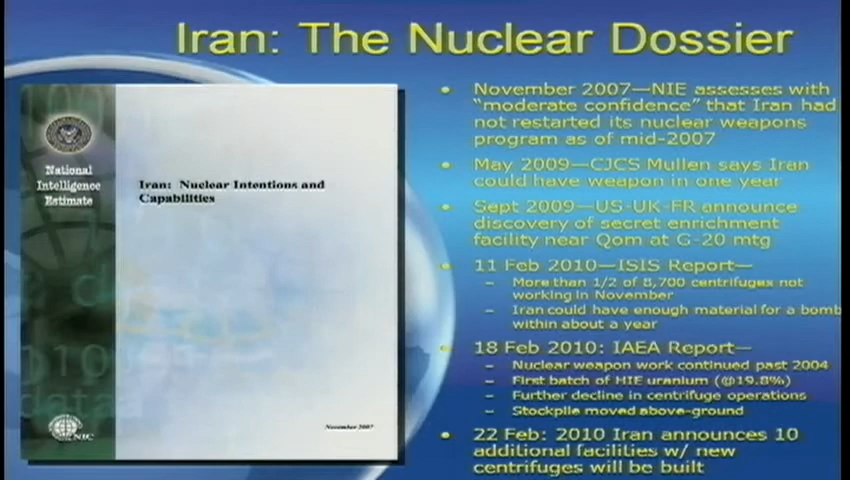 Iran: The Nuclear Dossier
National
Intelligence
Estimate
Iran: Nuclear Intentions and
Capabilities
November 2007
NIC
• November 2007—NIE assesses with
"moderate confidence" that Iran had
not restarted its nuclear weapons
program as of mid-2007
• May 2009—CJCS Mullen says Iran
could have weapon in one year
• Sept 2009—US-UK-FR announce
discovery of secret enrichment
facility near Qom at G-20 mtg
• 11 Feb 2010—ISIS Report—
– More than 1/2 of 8,700 centrifuges not
working in November
– Iran could have enough material for a bomb
within about a year
• 18 Feb 2010: IAEA Report—
– Nuclear weapon work continued past 2004
– First batch of HIE uranium (@19.8%)
– Further decline in centrifuge operations
– Stockpile moved above-ground
• 22 Feb: 2010 Iran announces 10
additional facilities w/ new
centrifuges will be built